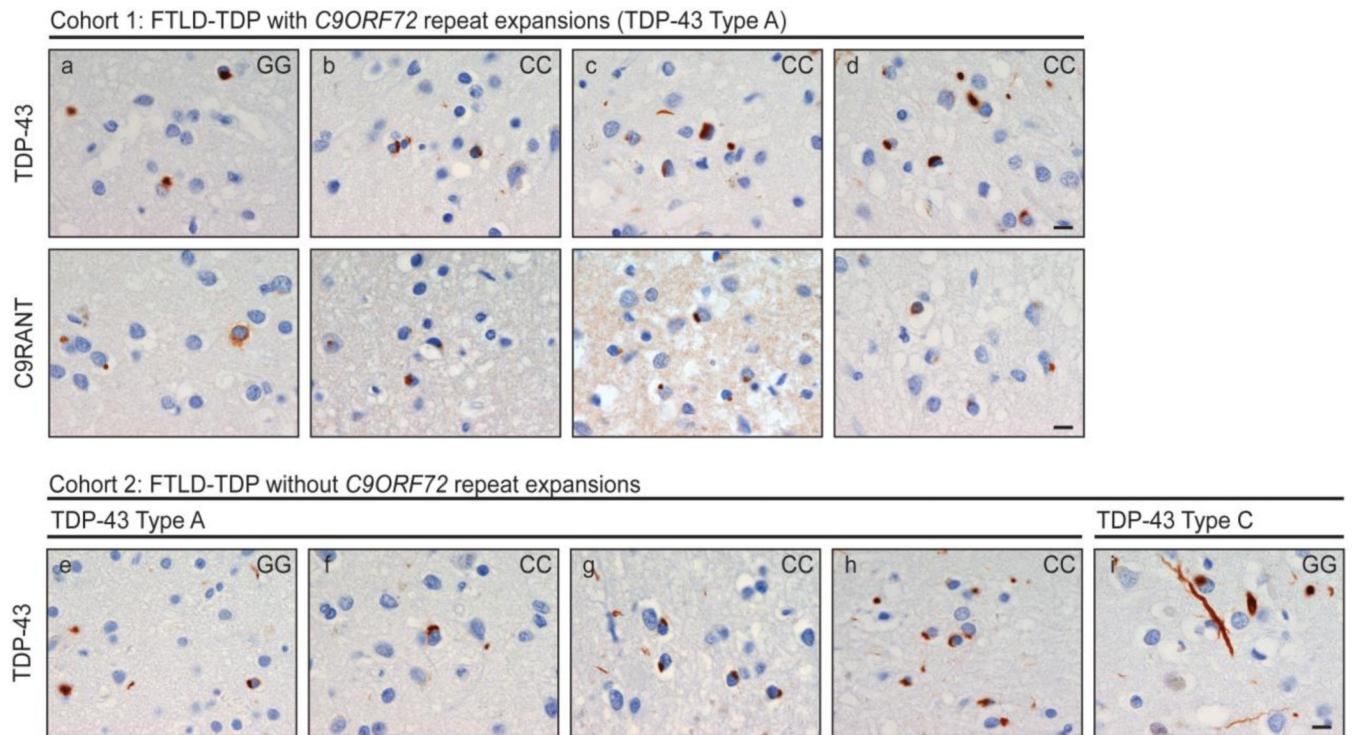 Cohort 1: FTLD-TDP with C9ORF72 repeat expansions (TDP-43 Type A)
a GG b CC c CC d CC
TDP-43
C9RANT
Cohort 2: FTLD-TDP without C9ORF72 repeat expansions
TDP-43 Type A TDP-43 Type C
e GG f CC g CC h CC i GG
TDP-43